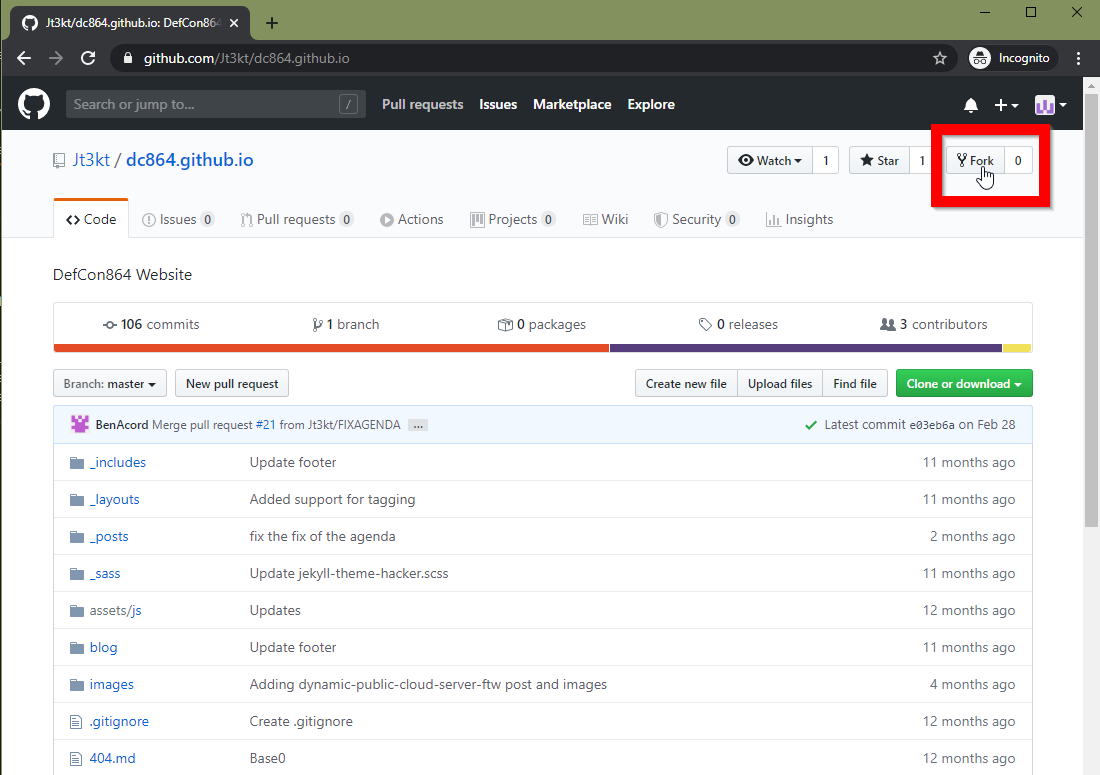 Jt3kt/dc864.github.io: DefCon864
github.com/Jt3kt/dc864.github.io
Incognito
Search or jump to...
/
Pull requests Issues Marketplace Explore
Jt3kt / dc864.github.io
Watch 1 Star 1 Fork 0
Code Issues 0 Pull requests 0 Actions Projects 0 Wiki Security 0 Insights
DefCon864 Website
106 commits 1 branch 0 packages 0 releases 3 contributors
Branch: master New pull request Create new file Upload files Find file Clone or download
BenAcord Merge pull request #21 from Jt3kt/FIXAGENDA ... Latest commit e03eb6a on Feb 28
_includes Update footer 11 months ago
_layouts Added support for tagging 11 months ago
_posts fix the fix of the agenda 2 months ago
_sass Update jekyll-theme-hacker.scss 11 months ago
assets/js Updates 12 months ago
blog Update footer 11 months ago
images Adding dynamic-public-cloud-server-ftw post and images 4 months ago
.gitignore Create .gitignore 12 months ago
404.md Base0 12 months ago